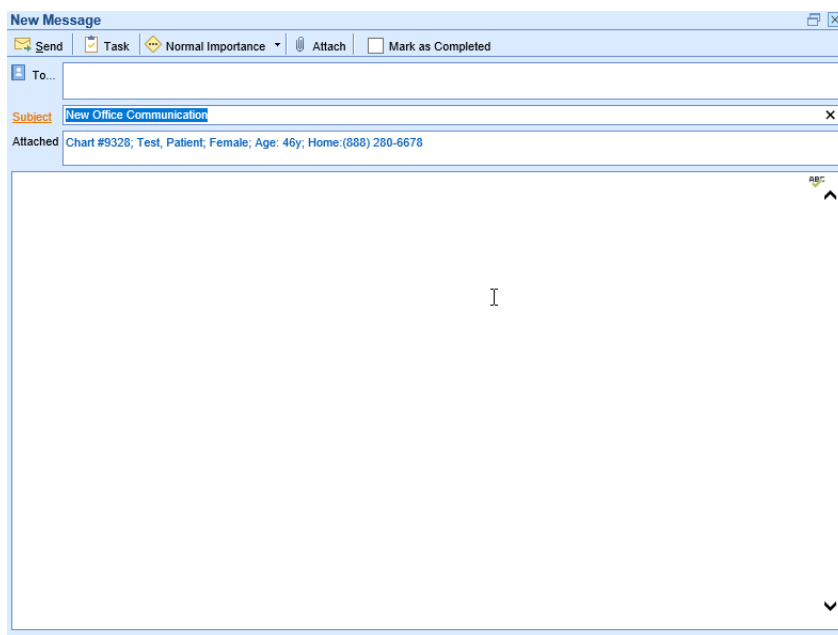 New Message
Send Task Normal Importance Attach Mark as Completed
To...
Subject New Office Communication
Attached Chart #9328; Test, Patient; Female; Age: 46y; Home:(888) 280-6678
ABC